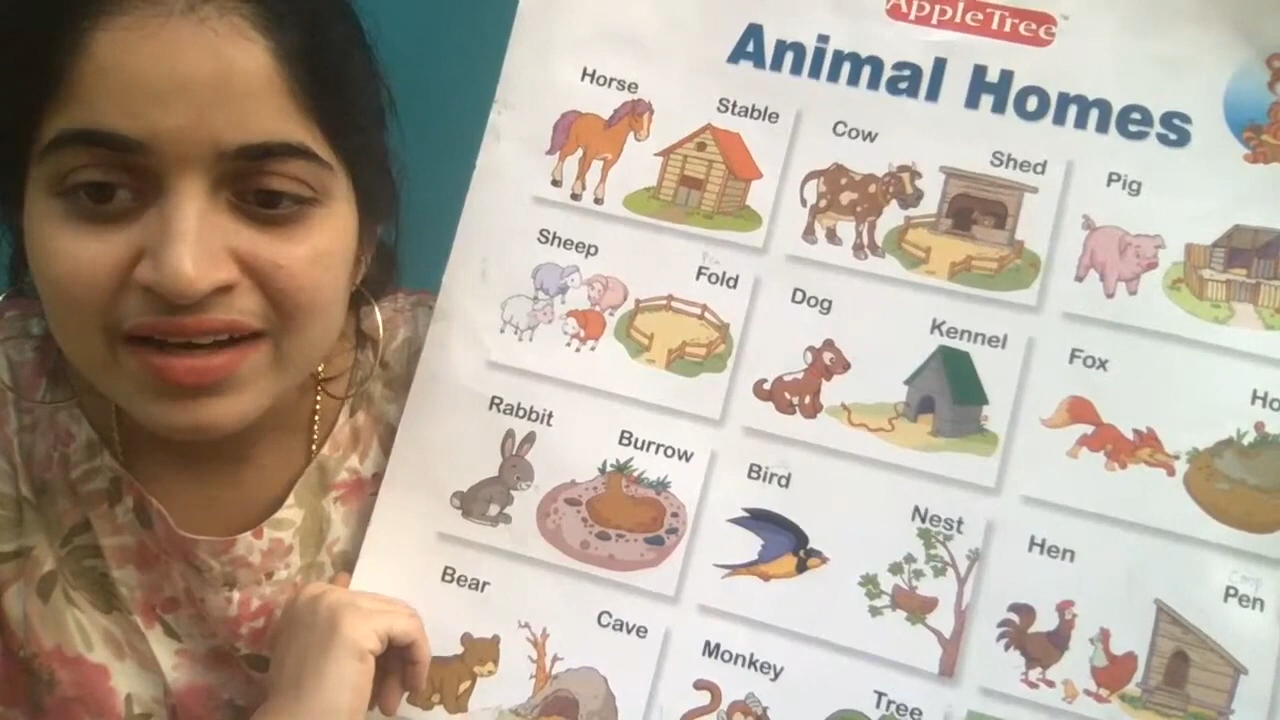 AppleTree
Animal Homes
Horse Stable
Cow Shed
Pig
Sheep Fold
Dog Kennel
Fox
Rabbit Burrow
Bird Nest
Hen Pen
Bear Cave
Monkey Tree